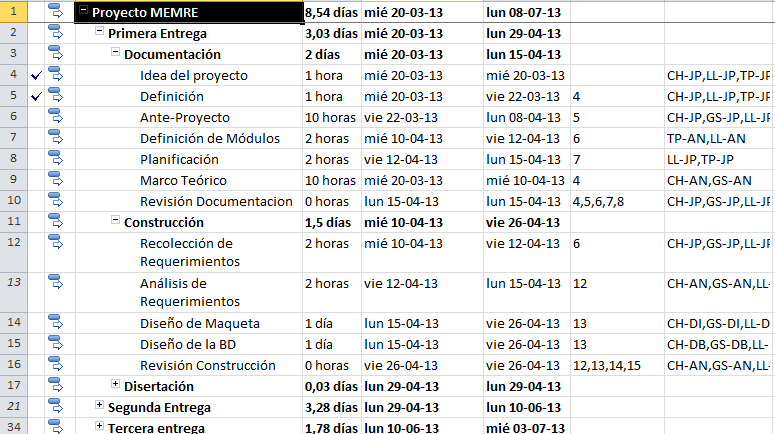 1 Proyecto MEMRE 8,54 días mié 20-03-13 lun 08-07-13
2 Primera Entrega 3,03 días mié 20-03-13 lun 29-04-13
3 Documentación 2 días mié 20-03-13 lun 15-04-13
4 Idea del proyecto 1 hora mié 20-03-13 mié 20-03-13 CH-JP,LL-JP,TP-JP
5 Definición 1 hora mié 20-03-13 vie 22-03-13 4 CH-JP,LL-JP,TP-JP
6 Ante-Proyecto 10 horas vie 22-03-13 lun 08-04-13 5 CH-JP,GS-JP,LL-JP
7 Definición de Módulos 2 horas mié 10-04-13 vie 12-04-13 6 TP-AN,LL-AN
8 Planificación 2 horas vie 12-04-13 lun 15-04-13 7 LL-JP,TP-JP
9 Marco Teórico 10 horas mié 20-03-13 mié 10-04-13 4 CH-AN,GS-AN
10 Revisión Documentacion 0 horas lun 15-04-13 lun 15-04-13 4,5,6,7,8 CH-JP,GS-JP,LL-JP
11 Construcción 1,5 días mié 10-04-13 vie 26-04-13
12 Recolección de 2 horas mié 10-04-13 vie 12-04-13 6 CH-JP,GS-JP,LL-JP
Requerimientos
13 Análisis de 2 horas vie 12-04-13 lun 15-04-13 12 CH-AN,GS-AN,LL-
Requerimientos
14 Diseño de Maqueta 1 día lun 15-04-13 vie 26-04-13 13 CH-DI,GS-DI,LL-D
15 Diseño de la BD 1 día lun 15-04-13 vie 26-04-13 13 CH-DB,GS-DB,LL-
16 Revisión Construcción 0 horas vie 26-04-13 vie 26-04-13 12,13,14,15 CH-AN,GS-AN,LL-
17 Disertación 0,03 días lun 29-04-13 lun 29-04-13
21 Segunda Entrega 3,28 días lun 29-04-13 lun 10-06-13
34 Tercera entrega 1,78 días lun 10-06-13 mié 03-07-13